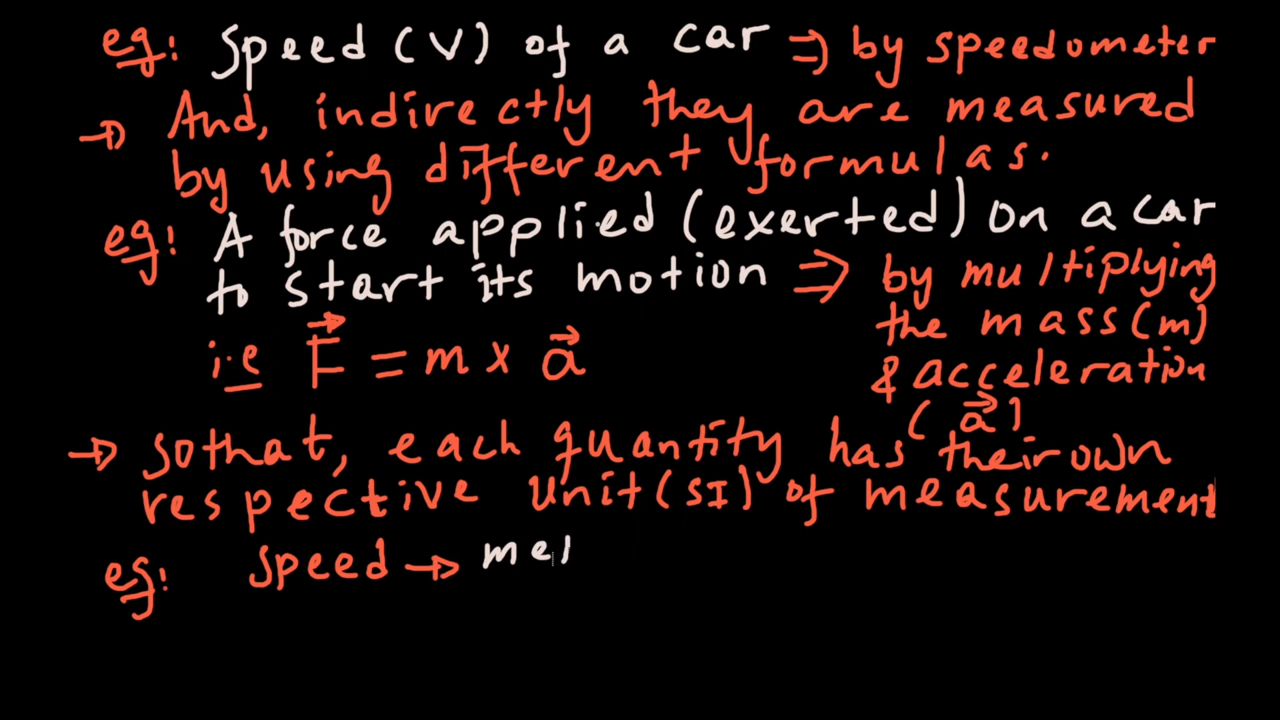 eg: Speed (V) of a car ⇒ by speedometer
→ And, indirectly they are measured
by using different formulas.
eg: A force applied (exerted) on a car
to start its motion ⇒ by multiplying
the mass (m)
i.e F⃗ = m × a⃗ & acceleration
(a⃗)
→ sothat, each quantity has their own
respective unit (SI) of measurement
eg: speed →